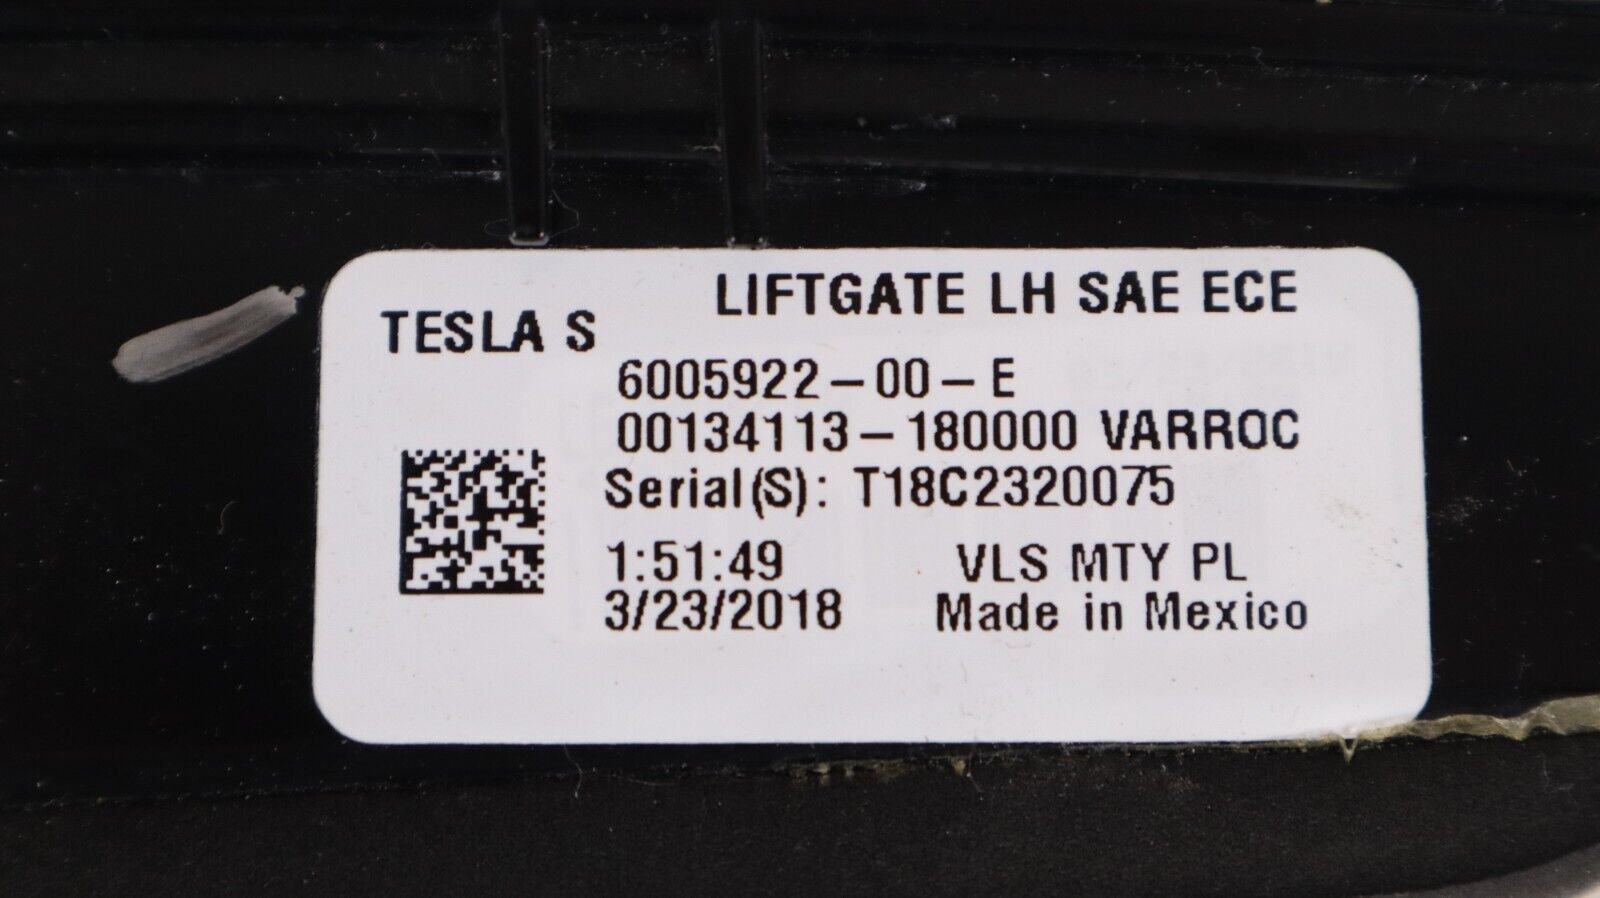 LIFTGATE LH SAE ECE
TESLA S
6005922-00-E
00134113-180000 VARROC
Serial(S): T18C2320075
1:51:49 VLS MTY PL
3/23/2018 Made in Mexico